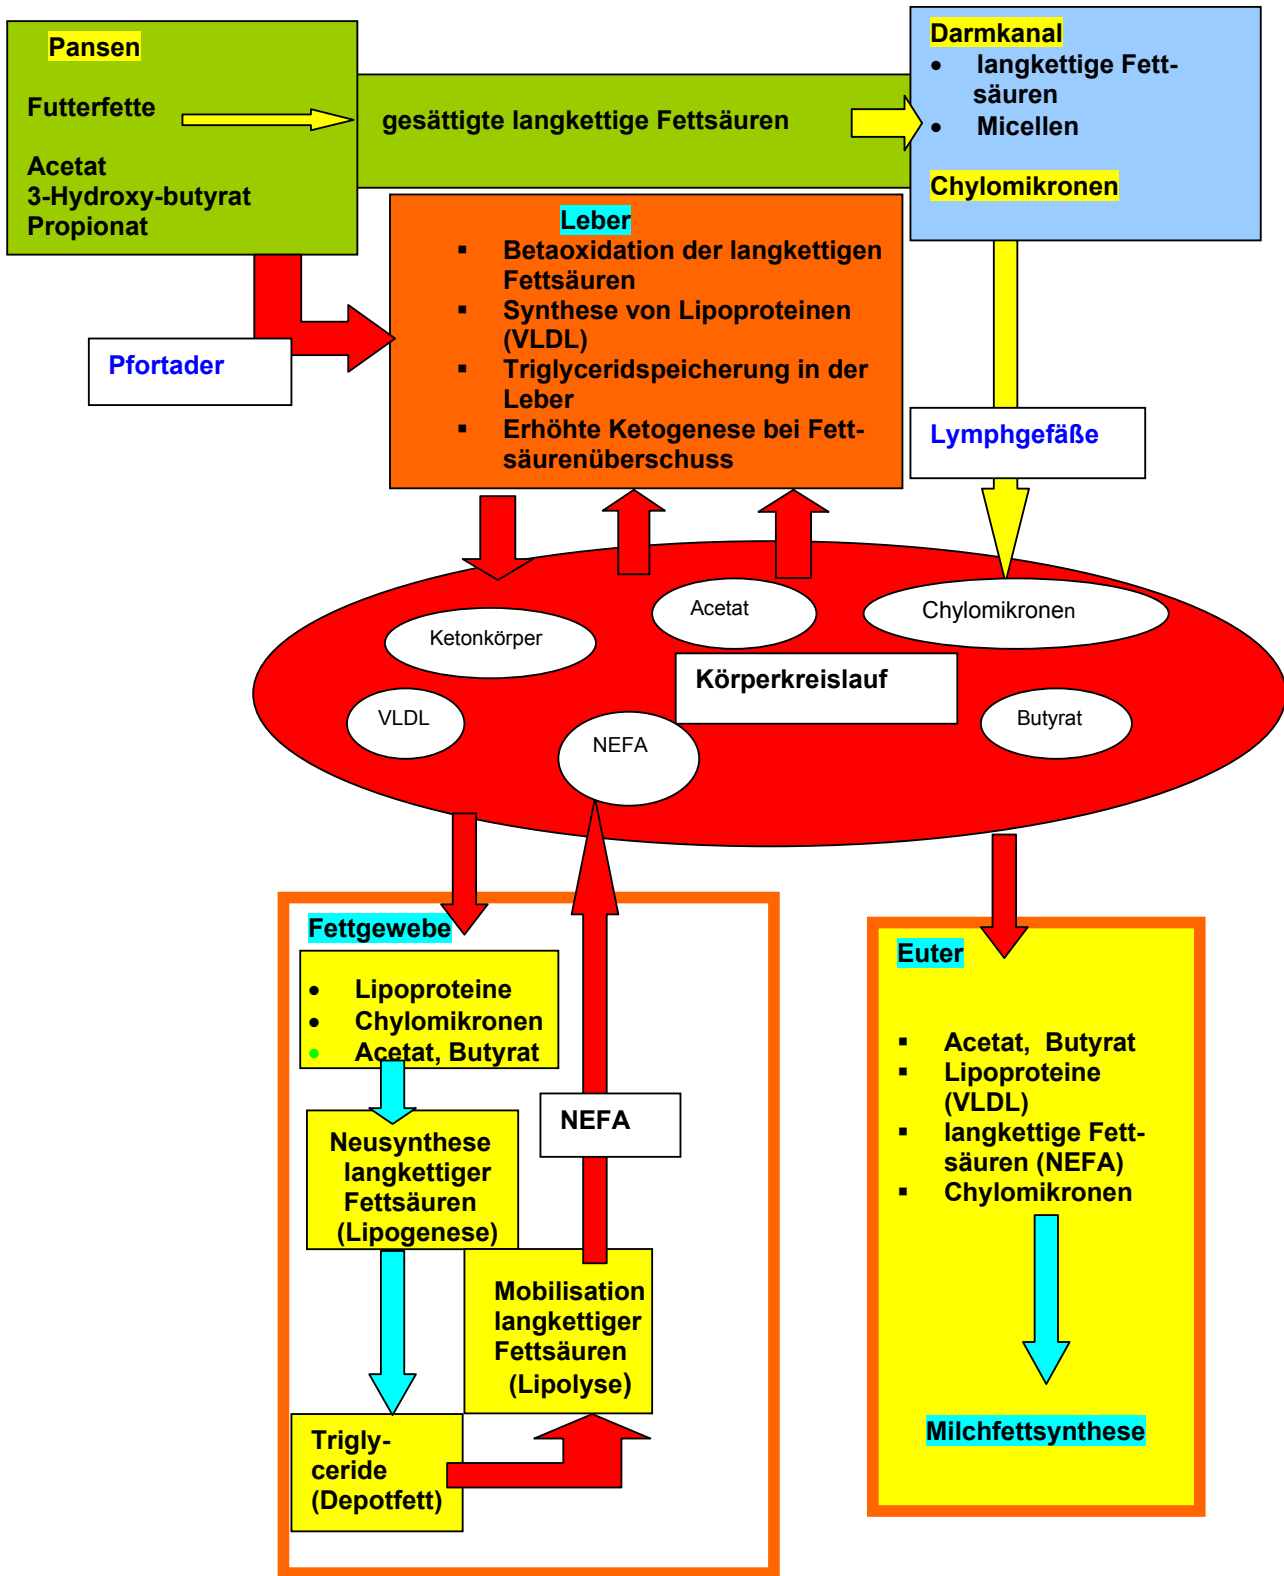 Pansen
Futterfette
Acetat
3-Hydroxy-butyrat
Propionat
gesättigte langkettige Fettsäuren
Darmkanal
• langkettige Fett-
säuren
• Micellen
Chylomikronen
Leber
▪ Betaoxidation der langkettigen
Fettsäuren
▪ Synthese von Lipoproteinen
(VLDL)
▪ Triglyceridspeicherung in der
Leber
▪ Erhöhte Ketogenese bei Fett-
säurenüberschuss
Pfortader
Lymphgefäße
Ketonkörper
Acetat
Chylomikronen
Körperkreislauf
VLDL
NEFA
Butyrat
Fettgewebe
• Lipoproteine
• Chylomikronen
• Acetat, Butyrat
Neusynthese
langkettiger
Fettsäuren
(Lipogenese)
NEFA
Mobilisation
langkettiger
Fettsäuren
(Lipolyse)
Trigly-
ceride
(Depotfett)
Euter
▪ Acetat, Butyrat
▪ Lipoproteine
(VLDL)
▪ langkettige Fett-
säuren (NEFA)
▪ Chylomikronen
Milchfettsynthese